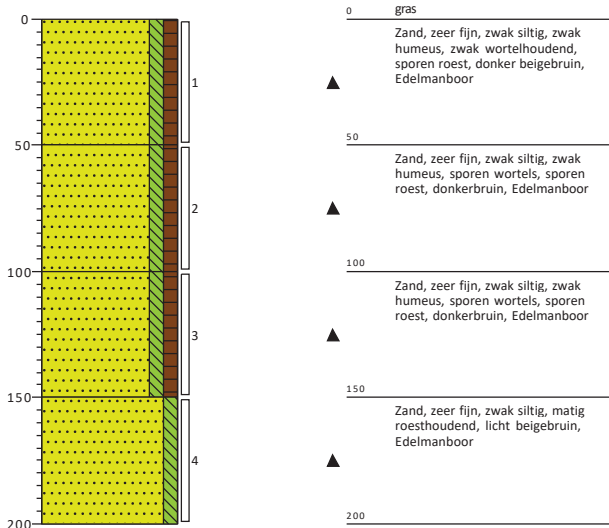 0
50
100
150
200
1
2
3
4
0
gras
Zand, zeer fijn, zwak siltig, zwak
humeus, zwak wortelhoudend,
sporen roest, donker beigebruin,
Edelmanboor
50
Zand, zeer fijn, zwak siltig, zwak
humeus, sporen wortels, sporen
roest, donkerbruin, Edelmanboor
100
Zand, zeer fijn, zwak siltig, zwak
humeus, sporen wortels, sporen
roest, donkerbruin, Edelmanboor
150
Zand, zeer fijn, zwak siltig, matig
roesthoudend, licht beigebruin,
Edelmanboor
200